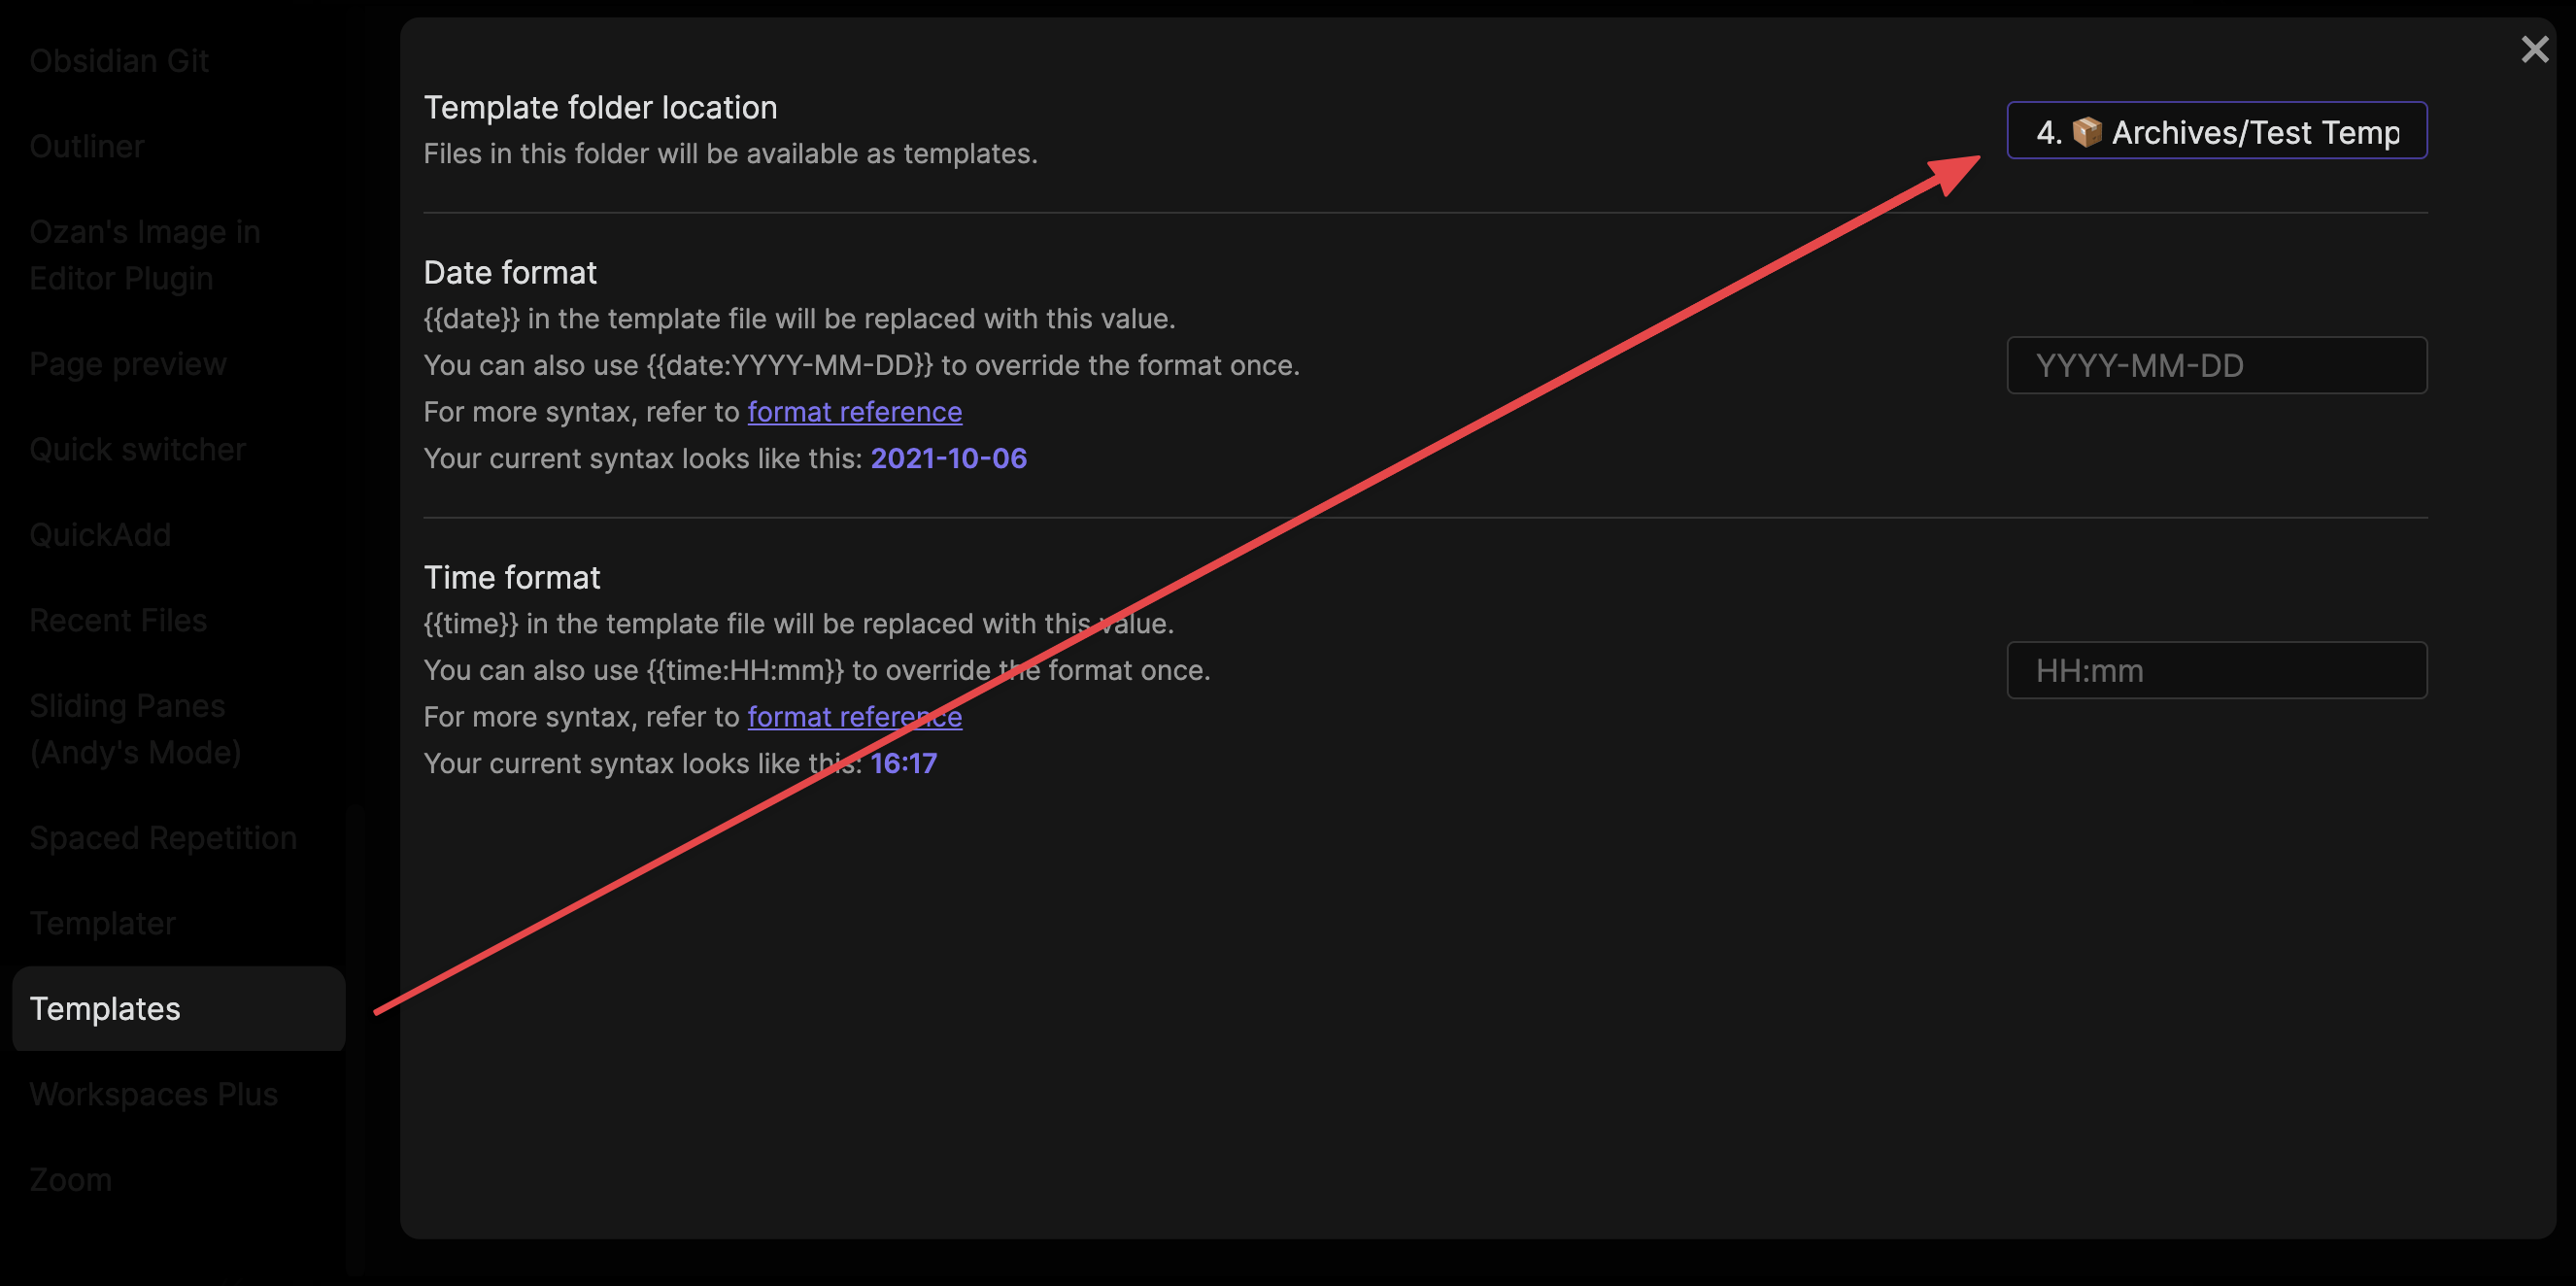 Obsidian Git
Outliner
Ozan's Image in
Editor Plugin
Page preview
Quick switcher
QuickAdd
Recent Files
Sliding Panes
(Andy's Mode)
Spaced Repetition
Templater
Templates
Workspaces Plus
Zoom
Template folder location
Files in this folder will be available as templates.
4. 📦 Archives/Test Temp
Date format
{{date}} in the template file will be replaced with this value.
You can also use {{date:YYYY-MM-DD}} to override the format once.
For more syntax, refer to format reference
Your current syntax looks like this: 2021-10-06
YYYY-MM-DD
Time format
{{time}} in the template file will be replaced with this value.
You can also use {{time:HH:mm}} to override the format once.
For more syntax, refer to format reference
Your current syntax looks like this: 16:17
HH:mm